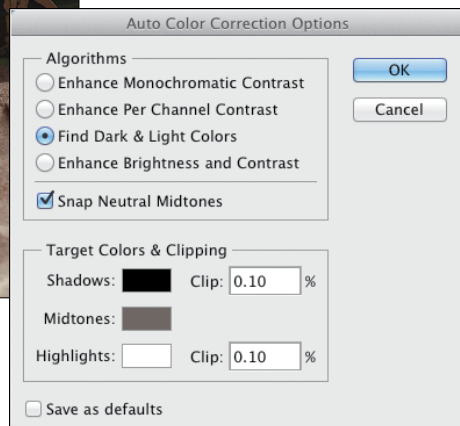 Auto Color Correction Options
Algorithms
Enhance Monochromatic Contrast
Enhance Per Channel Contrast
Find Dark & Light Colors
Enhance Brightness and Contrast
Snap Neutral Midtones
OK
Cancel
Target Colors & Clipping
Shadows: Clip: 0.10 %
Midtones:
Highlights: Clip: 0.10 %
Save as defaults